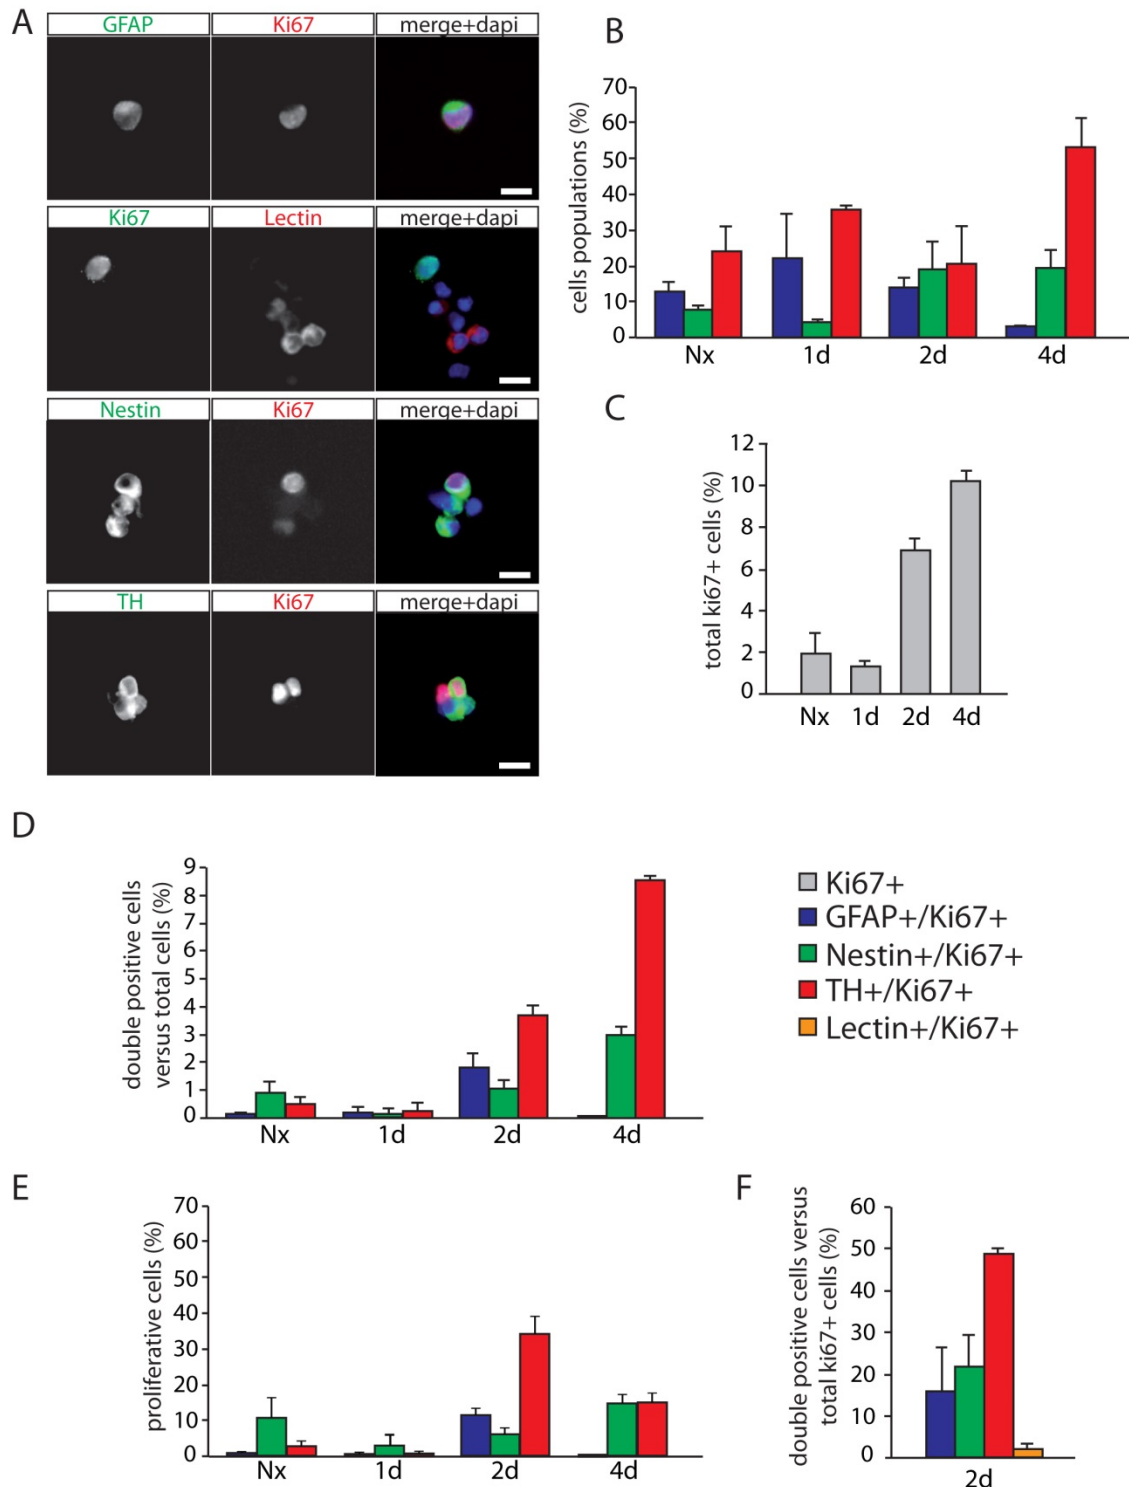 A
GFAP
Ki67
merge+dapi
Ki67
Lectin
merge+dapi
Nestin
Ki67
merge+dapi
TH
Ki67
merge+dapi
B
cells populations (%)
70
60
50
40
30
20
10
0
Nx
1d
2d
4d
C
total ki67+ cells (%)
12
10
8
6
4
2
0
Nx
1d
2d
4d
D
double positive cells
versus total cells (%)
9
8
7
6
5
4
3
2
1
0
Nx
1d
2d
4d
Ki67+
GFAP+/Ki67+
Nestin+/Ki67+
TH+/Ki67+
Lectin+/Ki67+
E
proliferative cells (%)
70
60
50
40
30
20
10
0
Nx
1d
2d
4d
F
double positive cells versus
total ki67+ cells (%)
60
50
40
30
20
10
0
2d